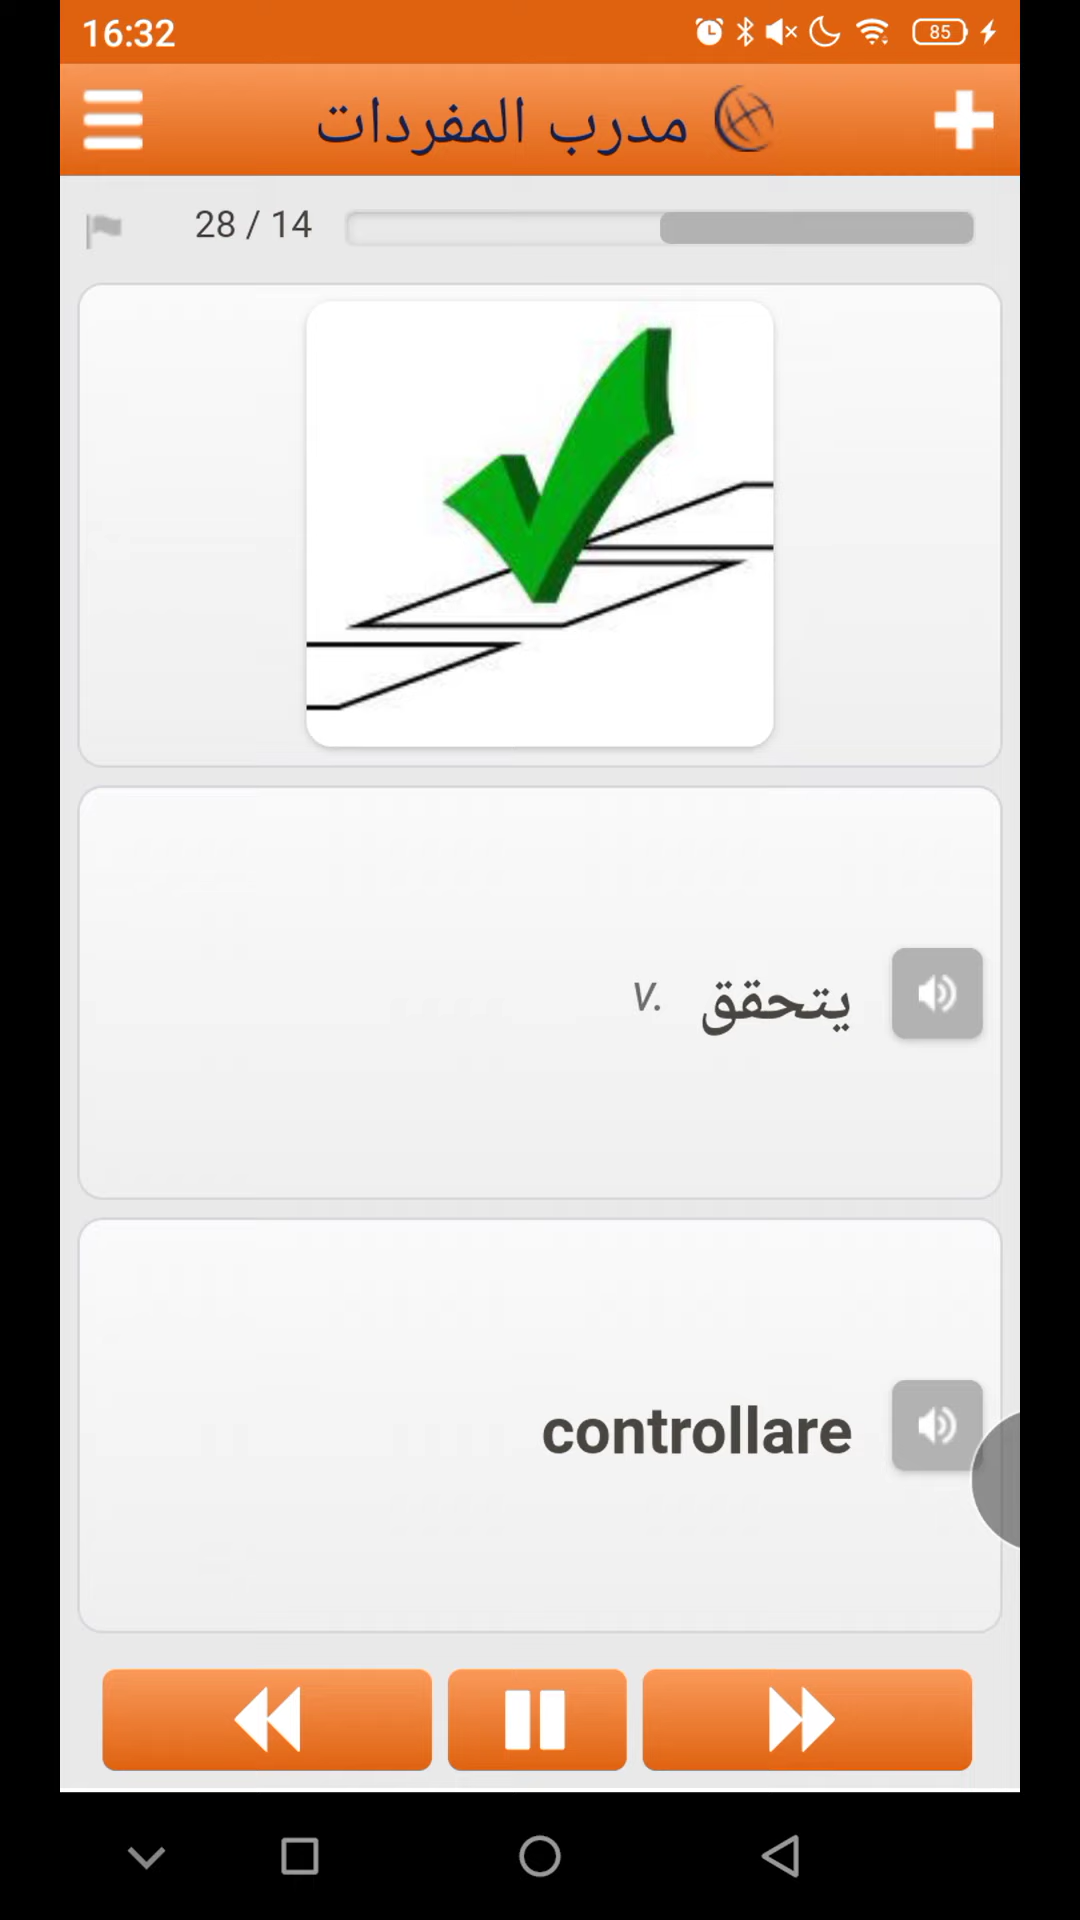 16:32 85
مدرب المفردات
28 / 14
يتحقق V.
controllare